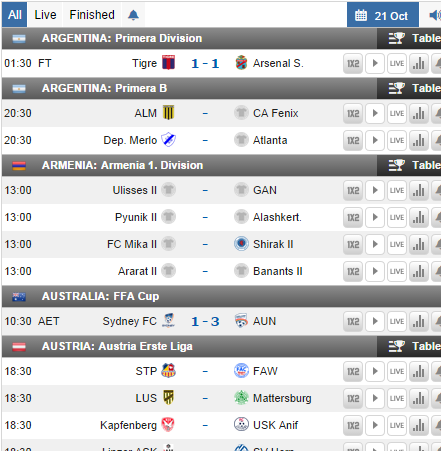 All Live Finished 21 Oct
ARGENTINA: Primera Division Table
01:30 FT Tigre 1 - 1 Arsenal S. 1X2 LIVE
ARGENTINA: Primera B Table
20:30 ALM - CA Fenix 1X2 LIVE
20:30 Dep. Merlo - Atlanta 1X2 LIVE
ARMENIA: Armenia 1. Division Table
13:00 Ulisses II - GAN 1X2 LIVE
13:00 Pyunik II - Alashkert. 1X2 LIVE
13:00 FC Mika II - Shirak II 1X2 LIVE
13:00 Ararat II - Banants II 1X2 LIVE
AUSTRALIA: FFA Cup
10:30 AET Sydney FC 1 - 3 AUN 1X2 LIVE
AUSTRIA: Austria Erste Liga Table
18:30 STP - FAW 1X2 LIVE
18:30 LUS - Mattersburg 1X2 LIVE
18:30 Kapfenberg - USK Anif 1X2 LIVE
18:30